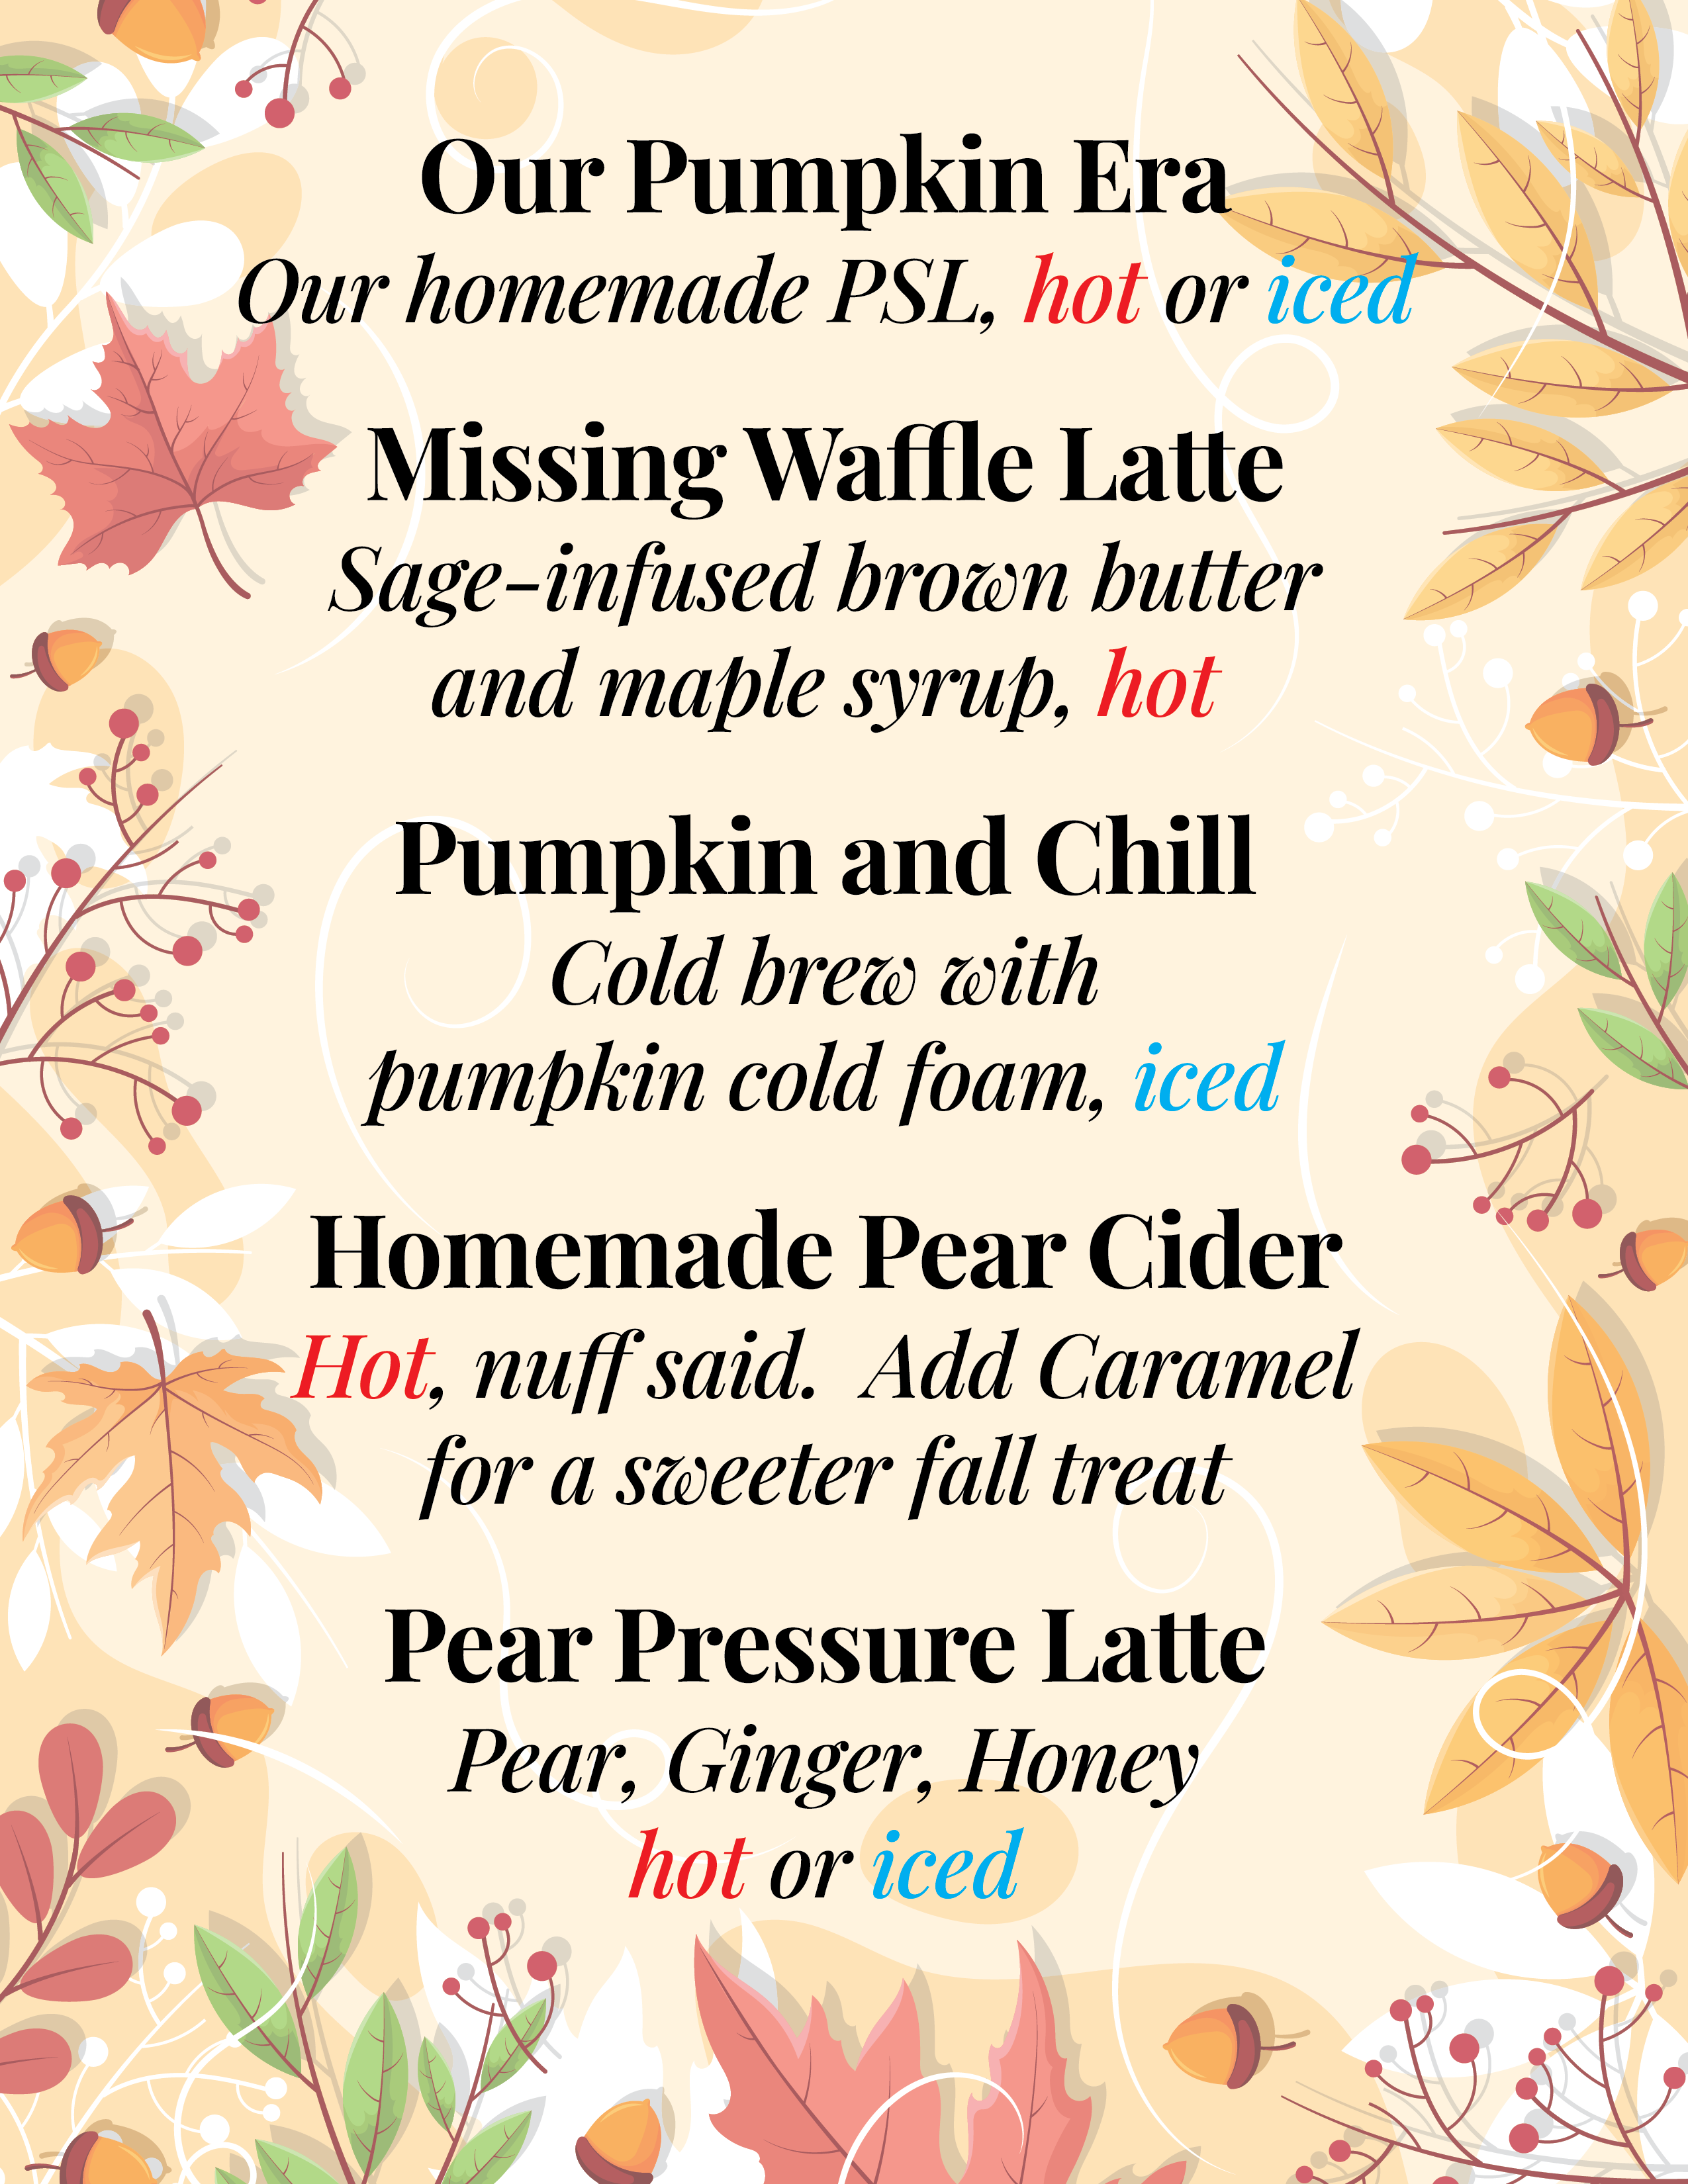 Our Pumpkin Era
Our homemade PSL, hot or iced
Missing Waffle Latte
Sage-infused brown butter
and maple syrup, hot
Pumpkin and Chill
Cold brew with
pumpkin cold foam, iced
Homemade Pear Cider
Hot, nuff said.  Add Caramel
for a sweeter fall treat
Pear Pressure Latte
Pear, Ginger, Honey
hot or iced